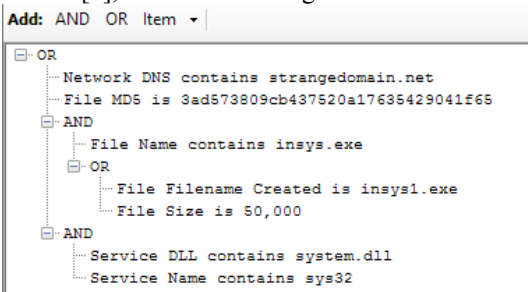 Add: AND OR Item
OR
Network DNS contains strangedomain.net
File MD5 is 3ad573809cb437520a17635429041f65
AND
File Name contains insys.exe
OR
File Filename Created is insys1.exe
File Size is 50,000
AND
Service DLL contains system.dll
Service Name contains sys32